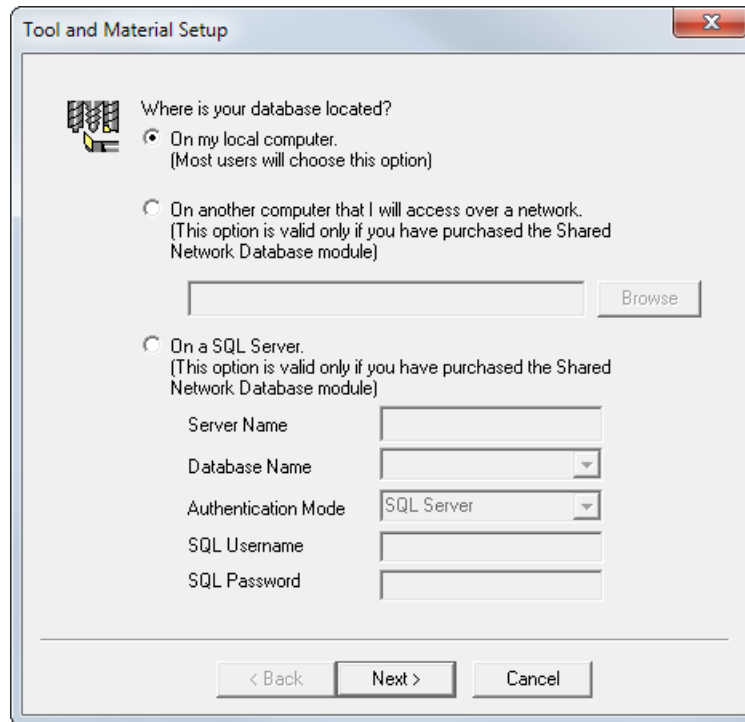 Tool and Material Setup
Where is your database located?
On my local computer.
(Most users will choose this option)
On another computer that I will access over a network.
(This option is valid only if you have purchased the Shared
Network Database module)
Browse
On a SQL Server.
(This option is valid only if you have purchased the Shared
Network Database module)
Server Name
Database Name
Authentication Mode SQL Server
SQL Username
SQL Password
< Back Next > Cancel